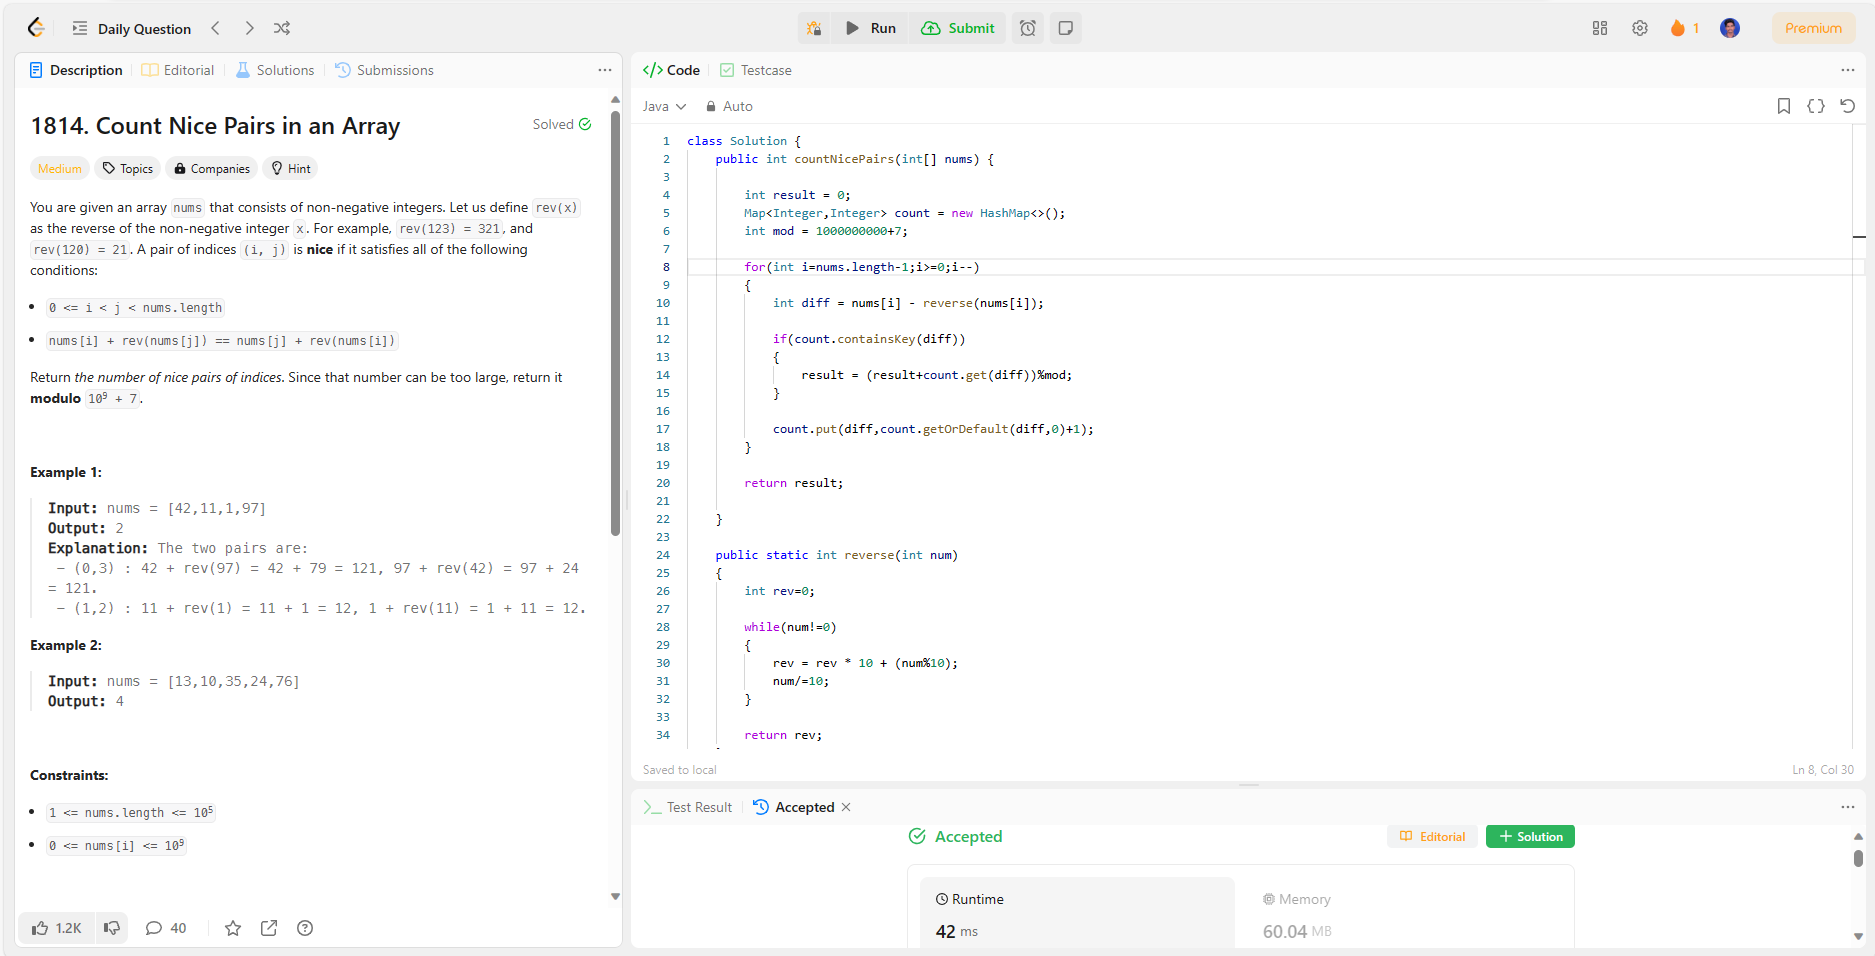 Daily Question
Run
Submit
1
Premium
Description
Editorial
Solutions
Submissions
1814. Count Nice Pairs in an Array
Solved
Medium
Topics
Companies
Hint
You are given an array nums that consists of non-negative integers. Let us define rev(x)
as the reverse of the non-negative integer x. For example, rev(123) = 321, and
rev(120) = 21. A pair of indices (i, j) is nice if it satisfies all of the following
conditions:
• 0 <= i < j < nums.length
• nums[i] + rev(nums[j]) == nums[j] + rev(nums[i])
Return the number of nice pairs of indices. Since that number can be too large, return it
modulo 10⁹ + 7.
Example 1:
Input: nums = [42,11,1,97]
Output: 2
Explanation: The two pairs are:
- (0,3) : 42 + rev(97) = 42 + 79 = 121, 97 + rev(42) = 97 + 24
= 121.
- (1,2) : 11 + rev(1) = 11 + 1 = 12, 1 + rev(11) = 1 + 11 = 12.
Example 2:
Input: nums = [13,10,35,24,76]
Output: 4
Constraints:
• 1 <= nums.length <= 10⁵
• 0 <= nums[i] <= 10⁹
1.2K
40
</> Code
Testcase
Java
Auto
1 class Solution {
2 public int countNicePairs(int[] nums) {
3
4 int result = 0;
5 Map<Integer,Integer> count = new HashMap<>();
6 int mod = 1000000000+7;
7
8 for(int i=nums.length-1;i>=0;i--)
9 {
10 int diff = nums[i] - reverse(nums[i]);
11
12 if(count.containsKey(diff))
13 {
14 result = (result+count.get(diff))%mod;
15 }
16
17 count.put(diff,count.getOrDefault(diff,0)+1);
18 }
19
20 return result;
21
22 }
23
24 public static int reverse(int num)
25 {
26 int rev=0;
27
28 while(num!=0)
29 {
30 rev = rev * 10 + (num%10);
31 num/=10;
32 }
33
34 return rev;
Saved to local
Ln 8, Col 30
Test Result
Accepted
Accepted
Editorial
+ Solution
Runtime
42 ms
Memory
60.04 MB